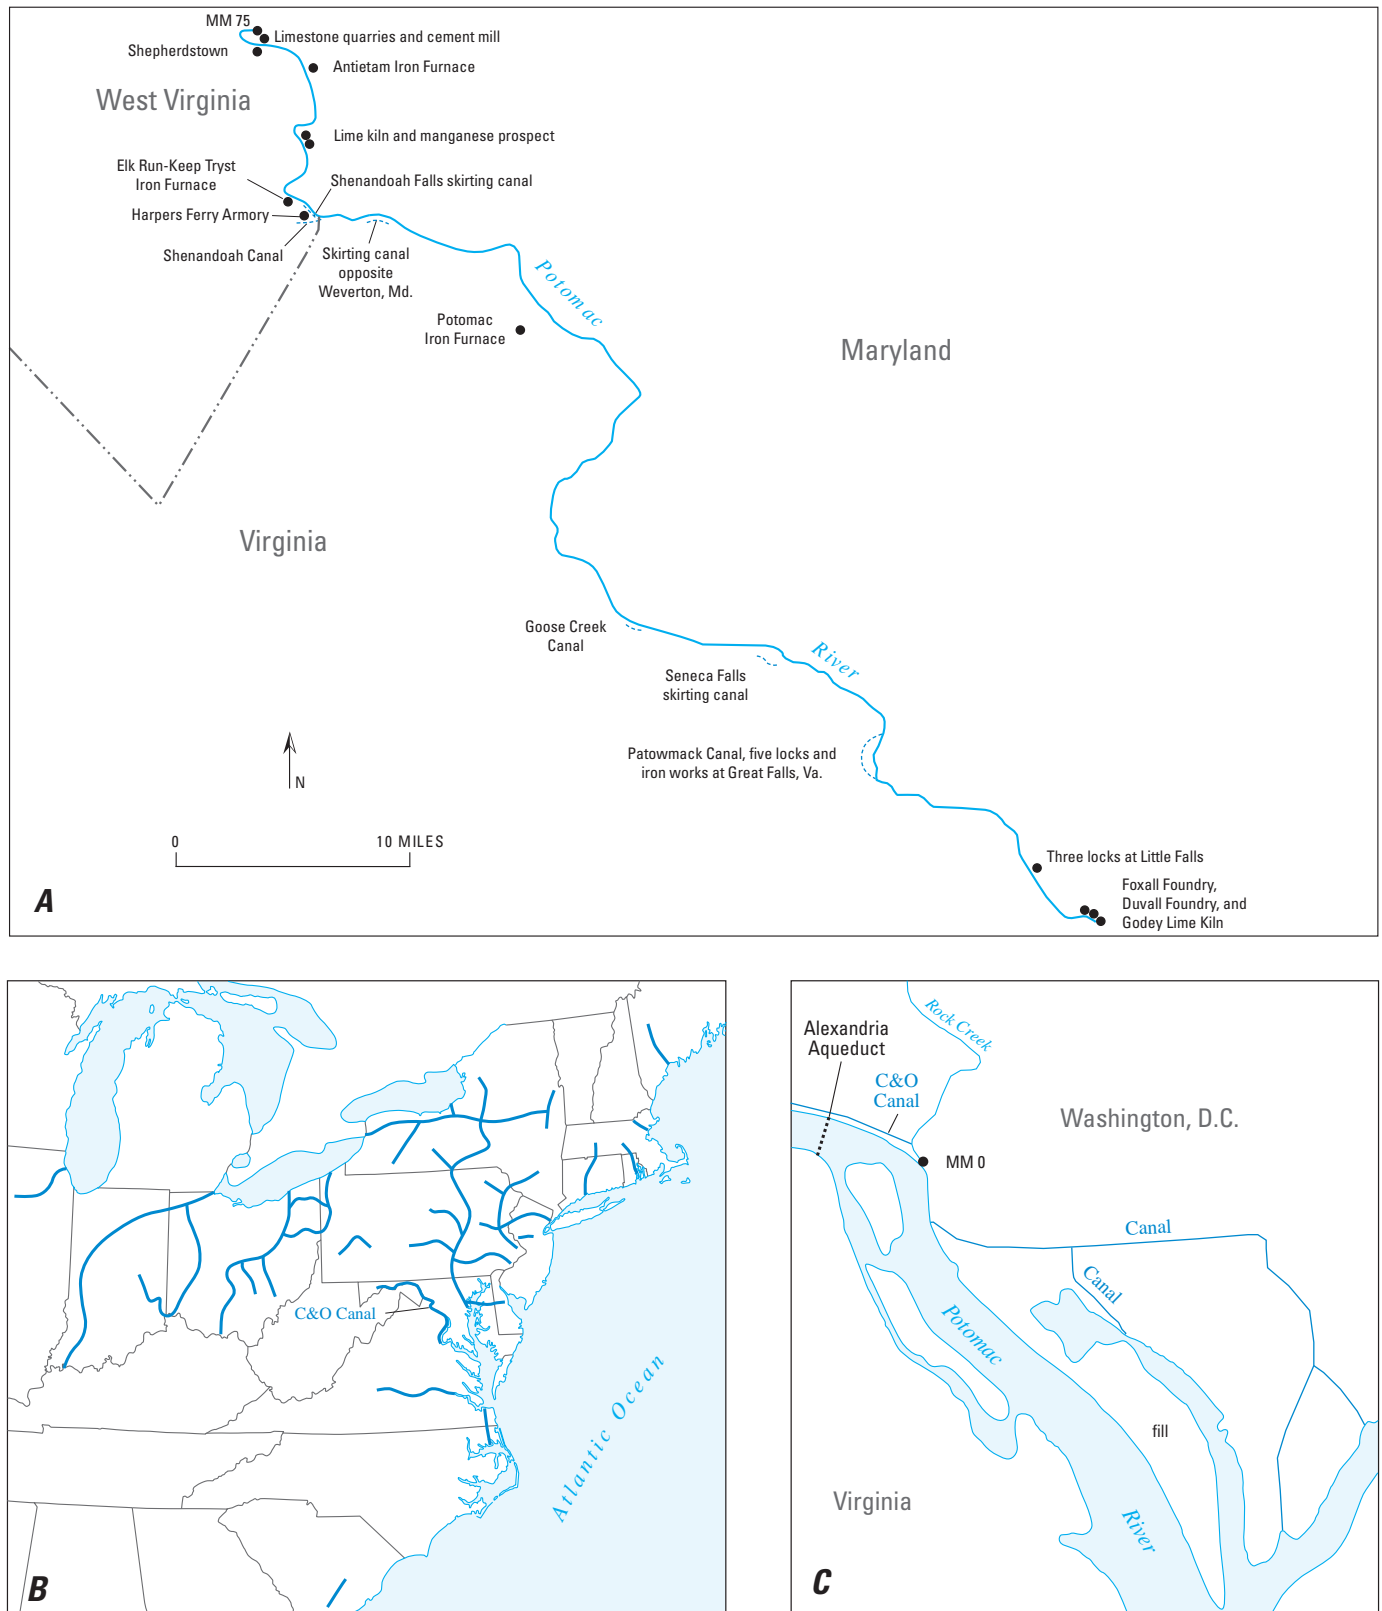 MM 75
Limestone quarries and cement mill
Shepherdstown
Antietam Iron Furnace
West Virginia
Lime kiln and manganese prospect
Elk Run-Keep Tryst
Iron Furnace
Shenandoah Falls skirting canal
Harpers Ferry Armory
Shenandoah Canal
Skirting canal
opposite
Weverton, Md.
Potomac
Potomac
Iron Furnace
Maryland
Virginia
Goose Creek
Canal
River
Seneca Falls
skirting canal
Patowmack Canal, five locks and
iron works at Great Falls, Va.
N
0
10 MILES
Three locks at Little Falls
Foxall Foundry,
Duvall Foundry, and
Godey Lime Kiln
A
C&O Canal
Atlantic Ocean
B
Rock Creek
Alexandria
Aqueduct
C&O
Canal
Washington, D.C.
MM 0
Canal
Canal
Potomac
fill
Virginia
River
C